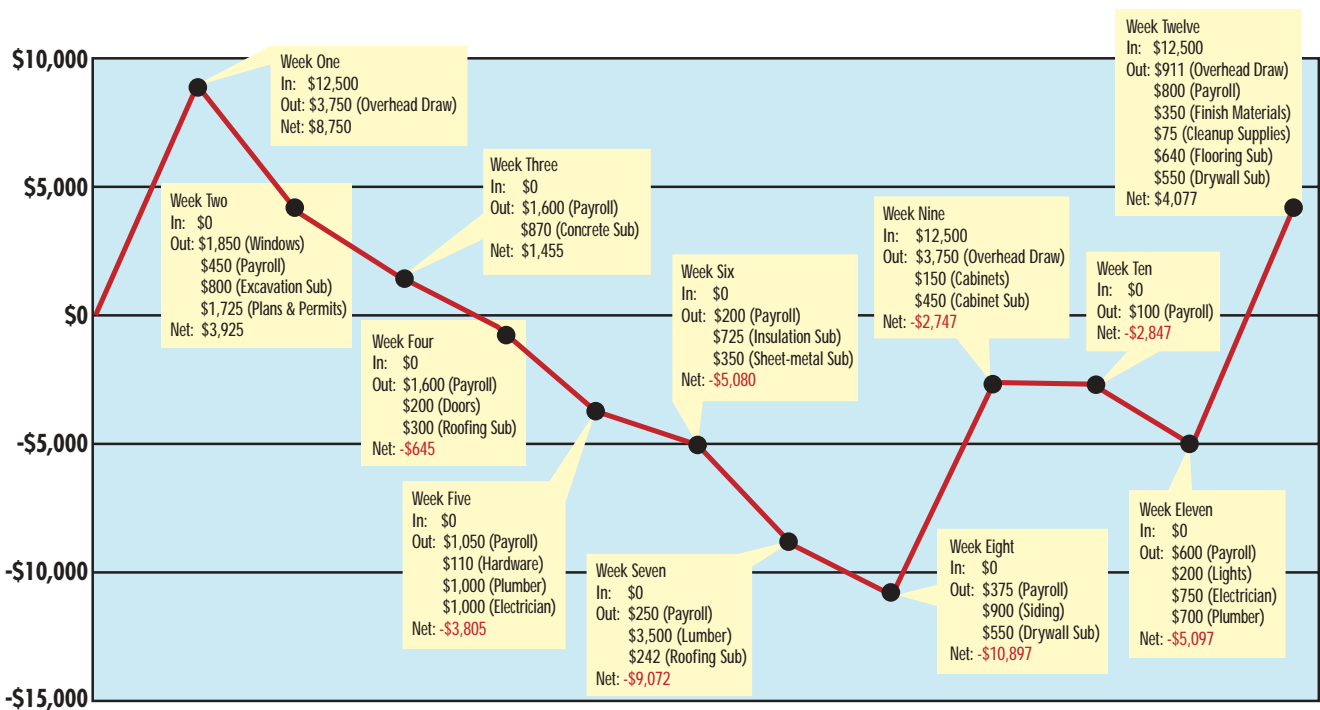 $10,000
$5,000
$0
-$5,000
-$10,000
-$15,000
Week One
In: $12,500
Out: $3,750 (Overhead Draw)
Net: $8,750
Week Two
In: $0
Out: $1,850 (Windows)
$450 (Payroll)
$800 (Excavation Sub)
$1,725 (Plans & Permits)
Net: $3,925
Week Three
In: $0
Out: $1,600 (Payroll)
$870 (Concrete Sub)
Net: $1,455
Week Four
In: $0
Out: $1,600 (Payroll)
$200 (Doors)
$300 (Roofing Sub)
Net: -$645
Week Five
In: $0
Out: $1,050 (Payroll)
$110 (Hardware)
$1,000 (Plumber)
$1,000 (Electrician)
Net: -$3,805
Week Six
In: $0
Out: $200 (Payroll)
$725 (Insulation Sub)
$350 (Sheet-metal Sub)
Net: -$5,080
Week Seven
In: $0
Out: $250 (Payroll)
$3,500 (Lumber)
$242 (Roofing Sub)
Net: -$9,072
Week Eight
In: $0
Out: $375 (Payroll)
$900 (Siding)
$550 (Drywall Sub)
Net: -$10,897
Week Nine
In: $12,500
Out: $3,750 (Overhead Draw)
$150 (Cabinets)
$450 (Cabinet Sub)
Net: -$2,747
Week Ten
In: $0
Out: $100 (Payroll)
Net: -$2,847
Week Eleven
In: $0
Out: $600 (Payroll)
$200 (Lights)
$750 (Electrician)
$700 (Plumber)
Net: -$5,097
Week Twelve
In: $12,500
Out: $911 (Overhead Draw)
$800 (Payroll)
$350 (Finish Materials)
$75 (Cleanup Supplies)
$640 (Flooring Sub)
$550 (Drywall Sub)
Net: $4,077